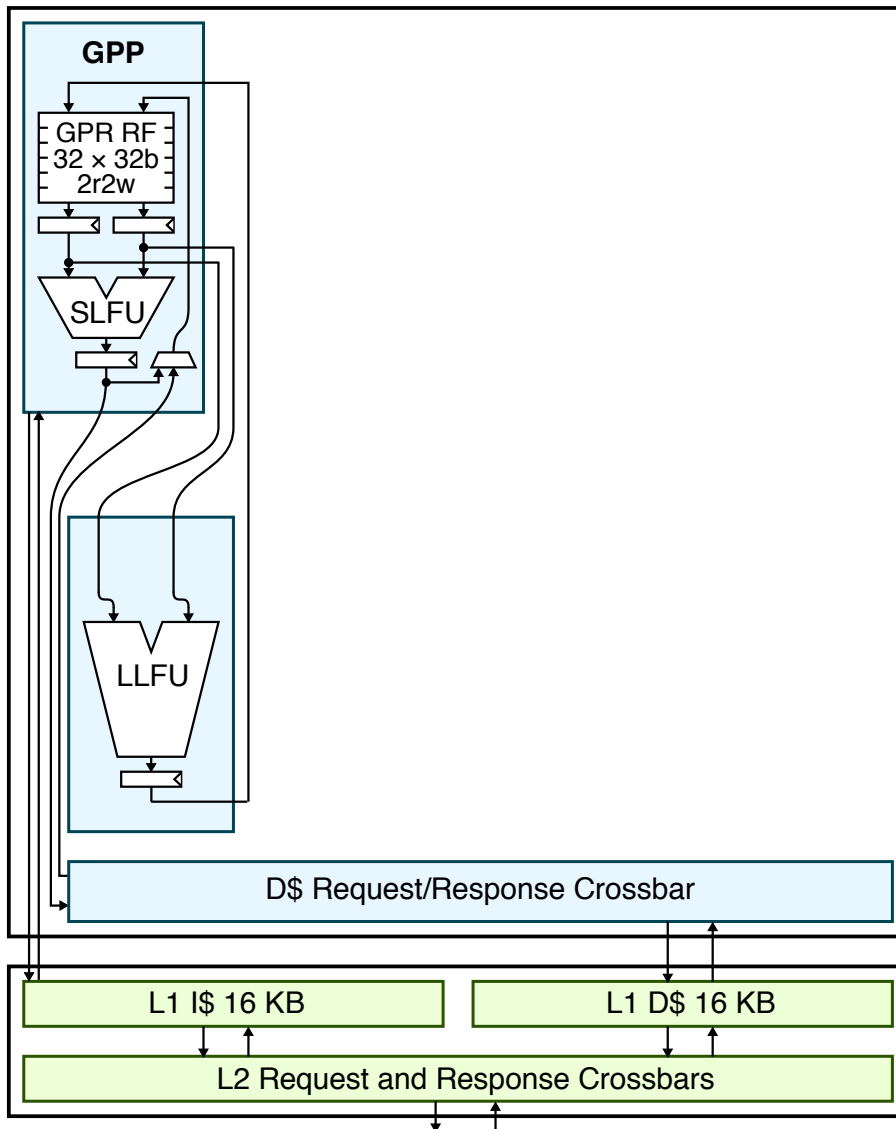 GPP
GPR RF
32 × 32b
2r2w
SLFU
LLFU
D$ Request/Response Crossbar
L1 I$ 16 KB
L1 D$ 16 KB
L2 Request and Response Crossbars